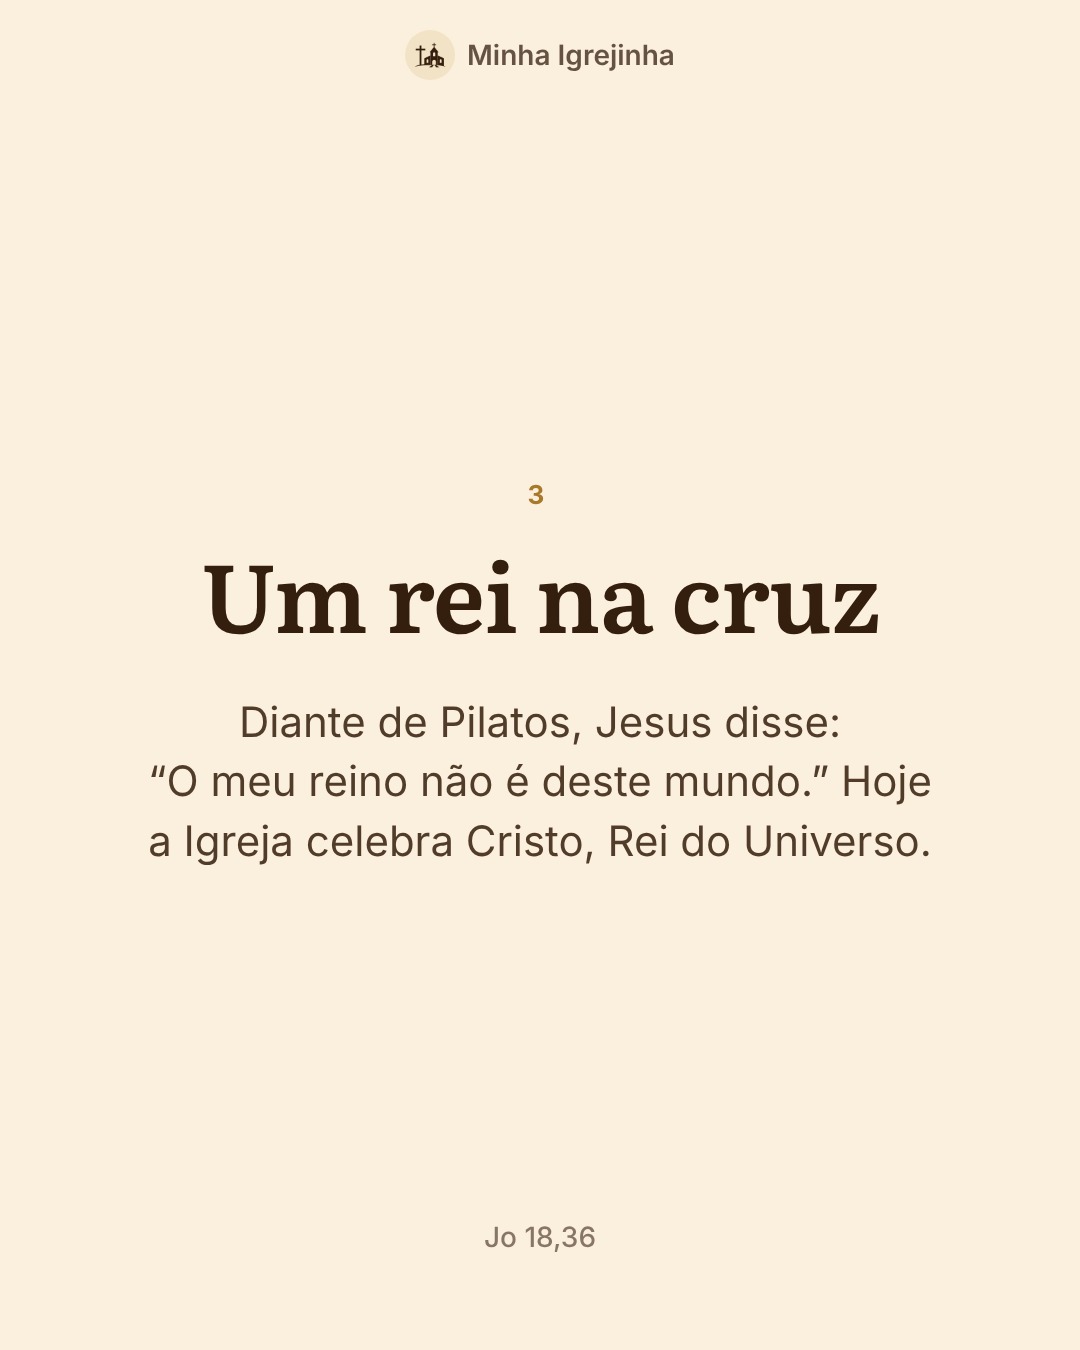 Minha Igrejinha
3
Um rei na cruz
Diante de Pilatos, Jesus disse:
“O meu reino não é deste mundo.” Hoje
a Igreja celebra Cristo, Rei do Universo.
Jo 18,36